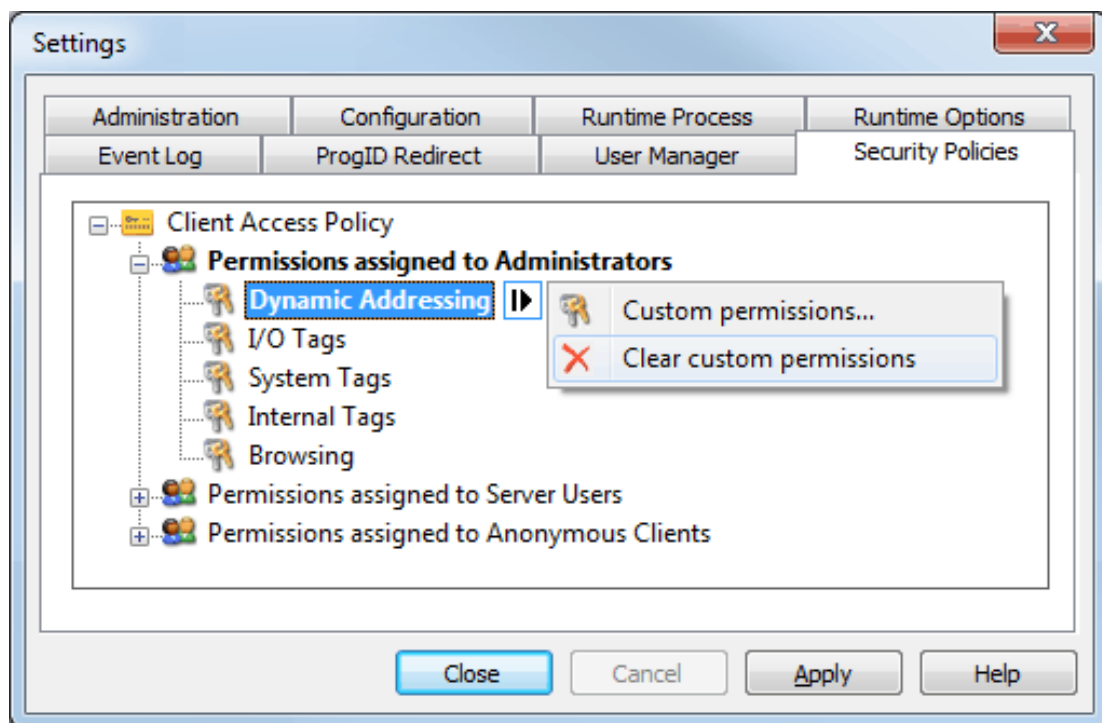 Settings
Administration
Configuration
Runtime Process
Runtime Options
Event Log
ProgID Redirect
User Manager
Security Policies
Client Access Policy
Permissions assigned to Administrators
Dynamic Addressing
Custom permissions...
Clear custom permissions
I/O Tags
System Tags
Internal Tags
Browsing
Permissions assigned to Server Users
Permissions assigned to Anonymous Clients
Close
Cancel
Apply
Help